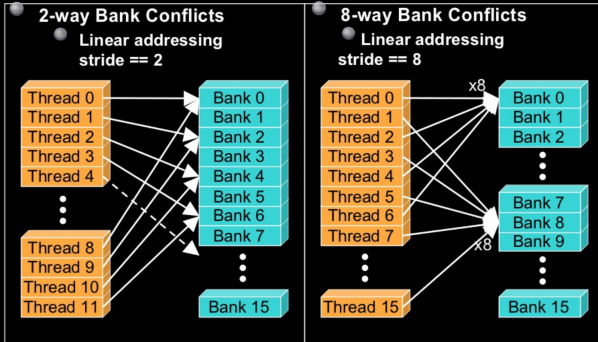 2-way Bank Conflicts
Linear addressing
stride == 2
Thread 0
Thread 1
Thread 2
Thread 3
Thread 4
Thread 8
Thread 9
Thread 10
Thread 11
Bank 0
Bank 1
Bank 2
Bank 3
Bank 4
Bank 5
Bank 6
Bank 7
Bank 15
8-way Bank Conflicts
Linear addressing
stride == 8
Thread 0
Thread 1
Thread 2
Thread 3
Thread 4
Thread 5
Thread 6
Thread 7
Thread 15
x8
x8
Bank 0
Bank 1
Bank 2
Bank 7
Bank 8
Bank 9
Bank 15